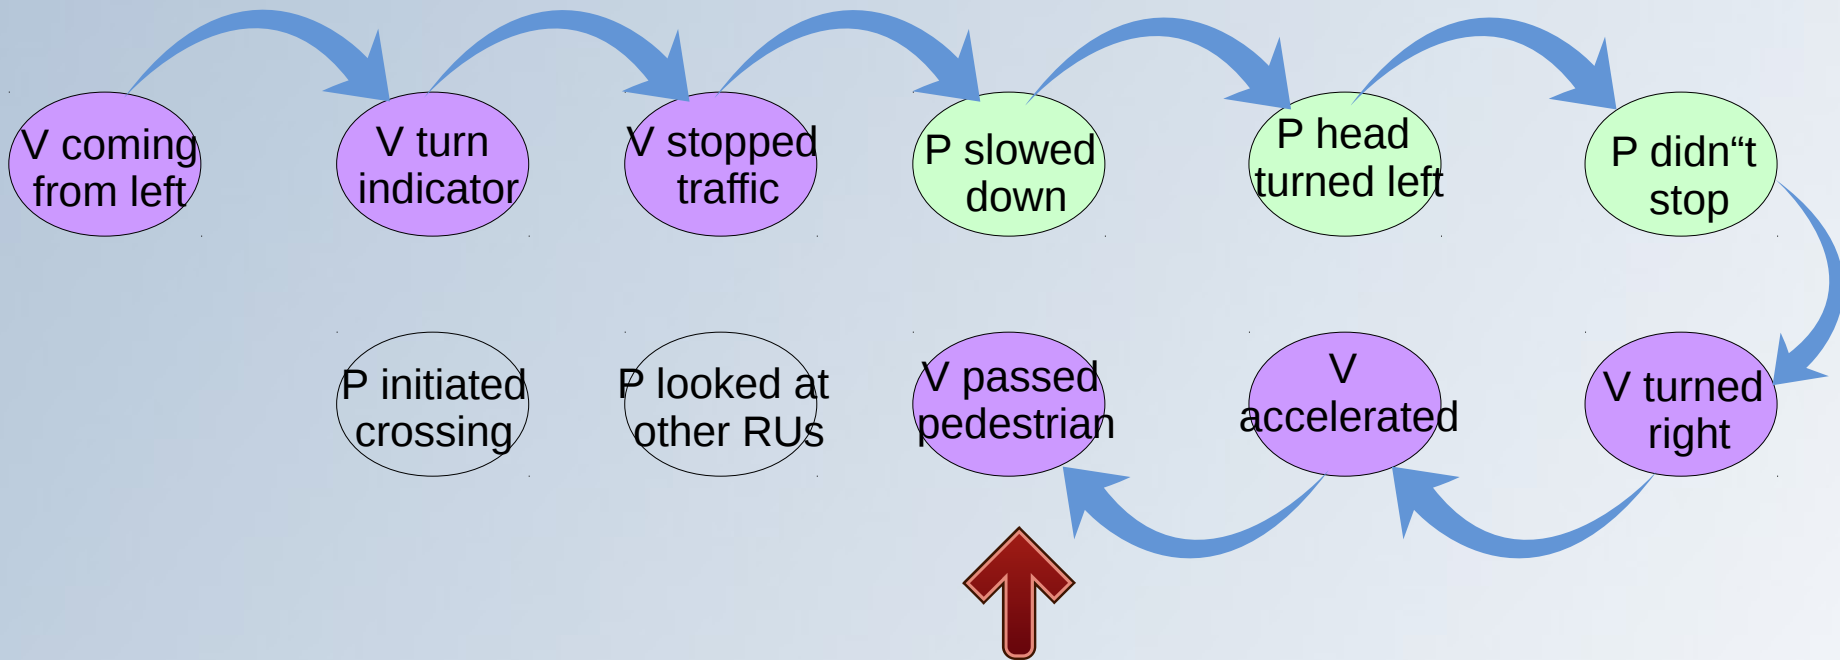 V coming
from left
V turn
indicator
V stopped
traffic
P slowed
down
P head
turned left
P didn“t
stop
P initiated
crossing
P looked at
other RUs
V passed
pedestrian
V
accelerated
V turned
right